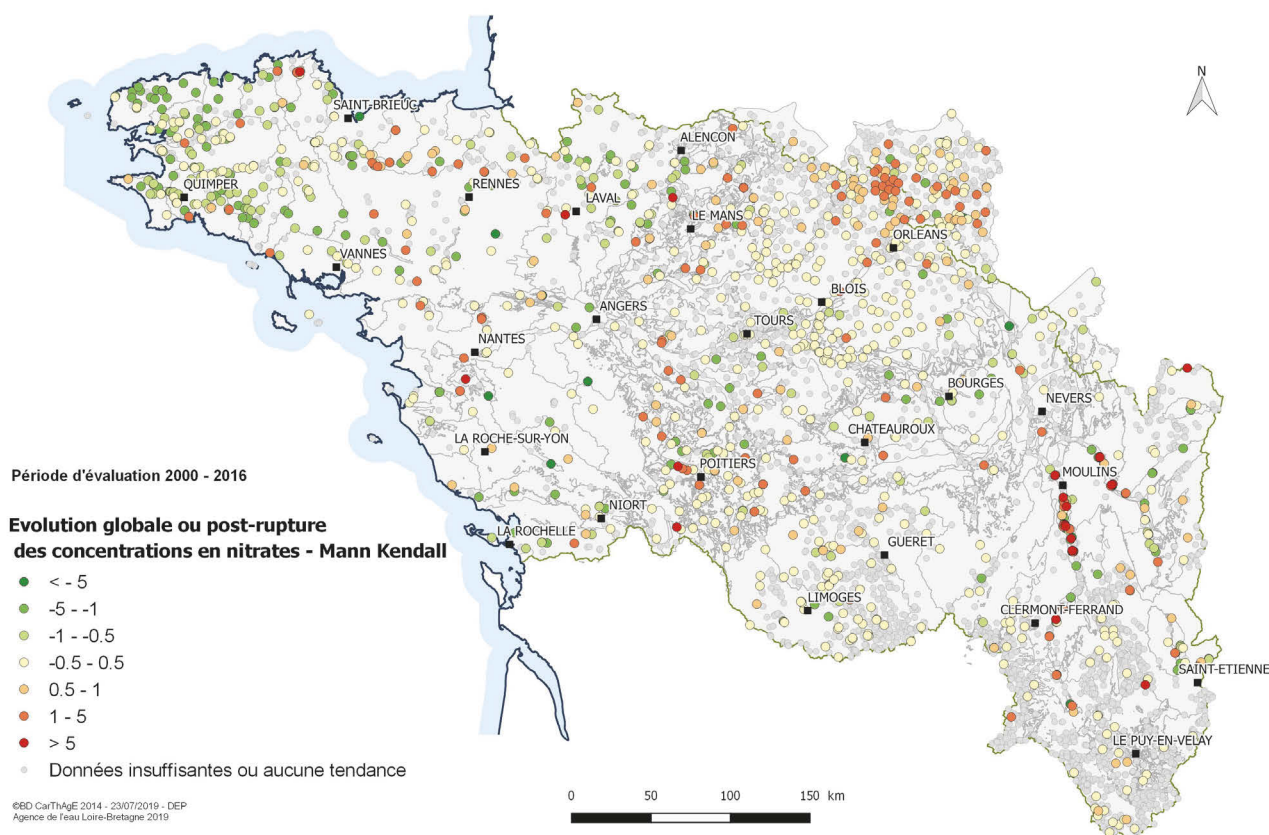 N
SAINT-BRIEUC
ALENCON
QUIMPER
RENNES
LAVAL
LE MANS
ORLEANS
VANNES
BLOIS
ANGERS
TOURS
NANTES
BOURGES
NEVERS
LA ROCHE-SUR-YON
CHATEAUROUX
POITIERS
MOULINS
NIORT
LA ROCHELLE
GUERET
LIMOGES
CLERMONT-FERRAND
SAINT-ETIENNE
LE PUY-EN-VELAY
Période d'évaluation 2000 - 2016
Evolution globale ou post-rupture
des concentrations en nitrates - Mann Kendall
< - 5
-5 - -1
-1 - -0.5
-0.5 - 0.5
0.5 - 1
1 - 5
> 5
Données insuffisantes ou aucune tendance
0 50 100 150 km
©BD CarThAgE 2014 - 23/07/2019 - DEP
Agence de l'eau Loire-Bretagne 2019